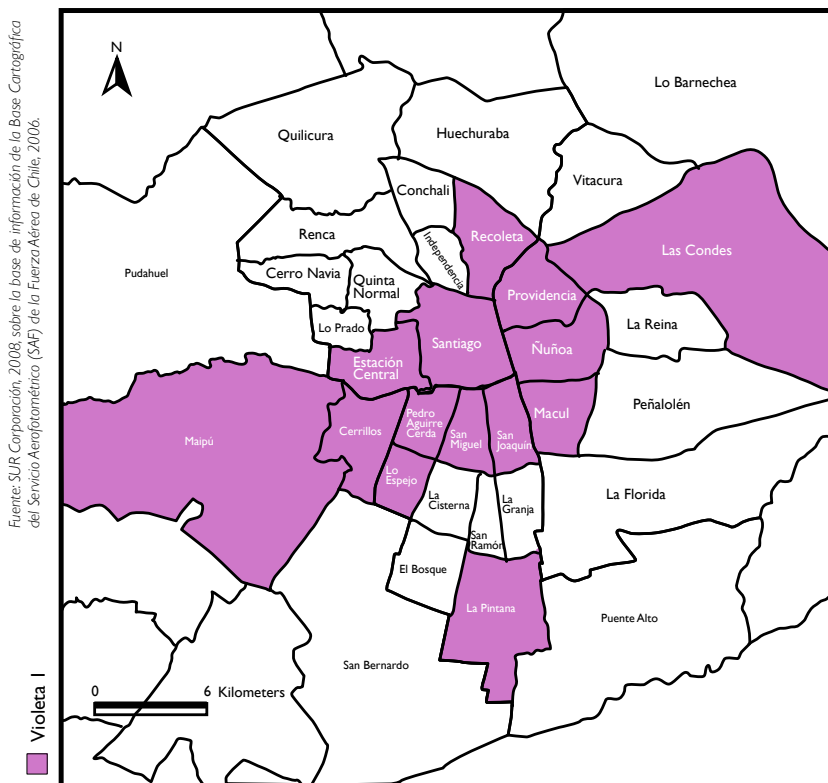 Fuente: SUR Corporación, 2008, sobre la base de información de la Base Cartográfica
del Servicio Aerofotométrico (SAF) de la Fuerza Aérea de Chile, 2006.
Violeta 1
N
Lo Barnechea
Quilicura
Huechuraba
Vitacura
Conchali
Recoleta
Las Condes
Renca
Independencia
Pudahuel
Cerro Navia
Quinta
Normal
Providencia
Lo Prado
La Reina
Santiago
Ñuñoa
Estación
Central
Peñalolén
Maipú
Cerrillos
Pedro
Aguirre
Cerda
San
Miguel
San
Joaquín
Macul
Lo
Espejo
La
Cisterna
La
Granja
La Florida
San
Ramón
El Bosque
La Pintana
Puente Alto
San Bernardo
0
6 Kilometers